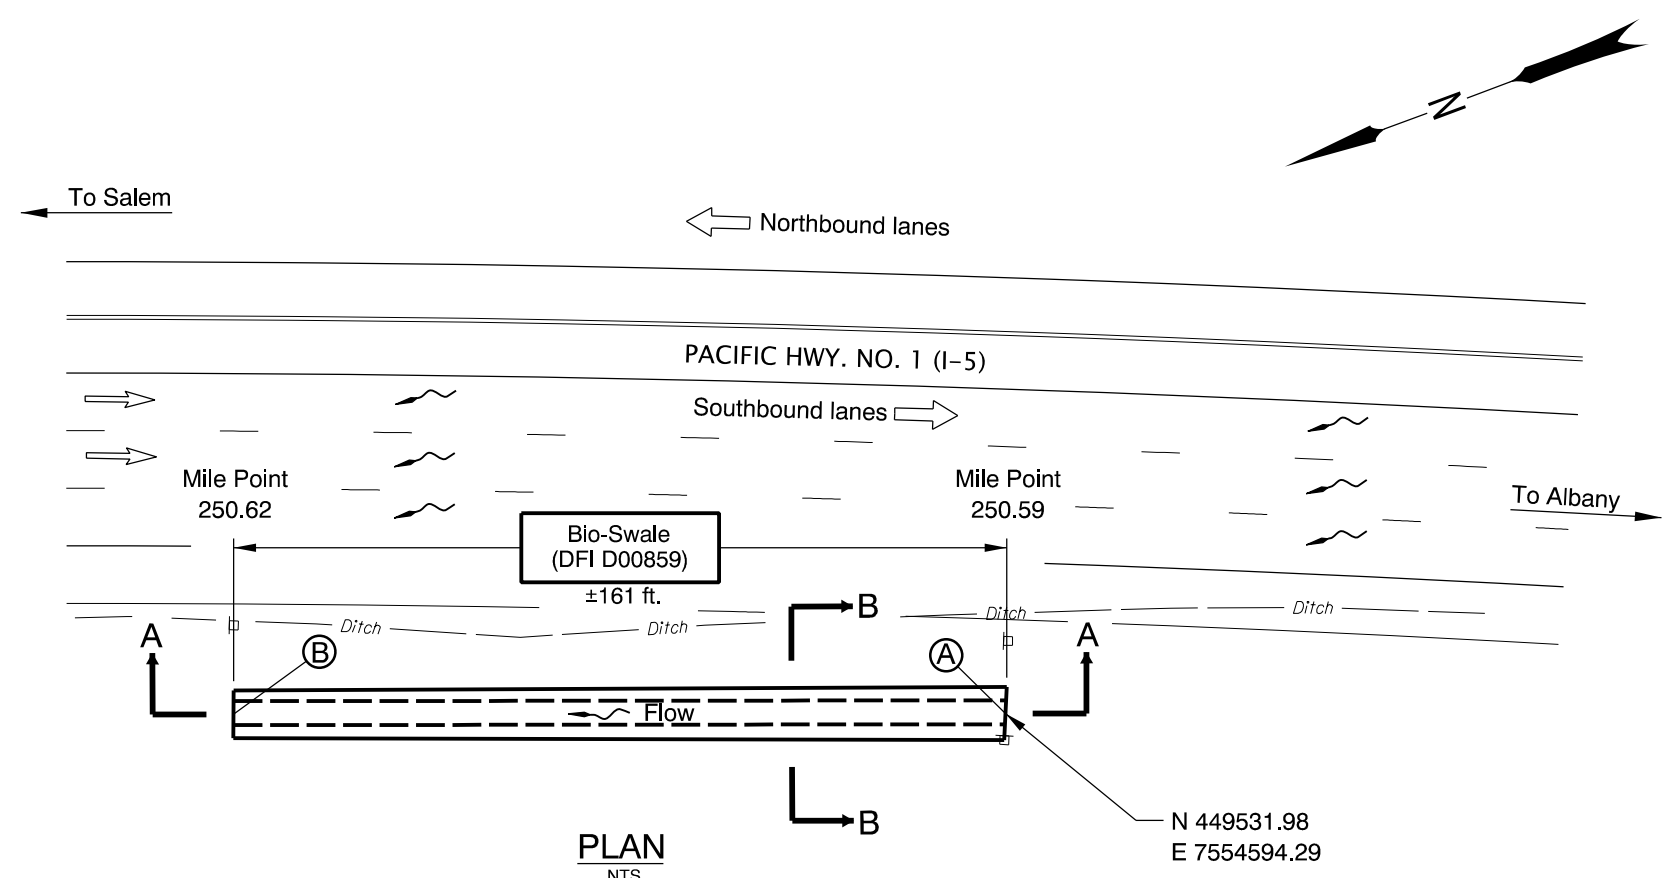 N
To Salem
Northbound lanes
PACIFIC HWY. NO. 1 (I-5)
Southbound lanes
Mile Point
250.62
Mile Point
250.59
To Albany
Bio-Swale
(DFI D00859)
±161 ft.
B
Ditch
Ditch
Ditch
Ditch
A
B
A
A
Flow
B
N 449531.98
E 7554594.29
PLAN
NTS